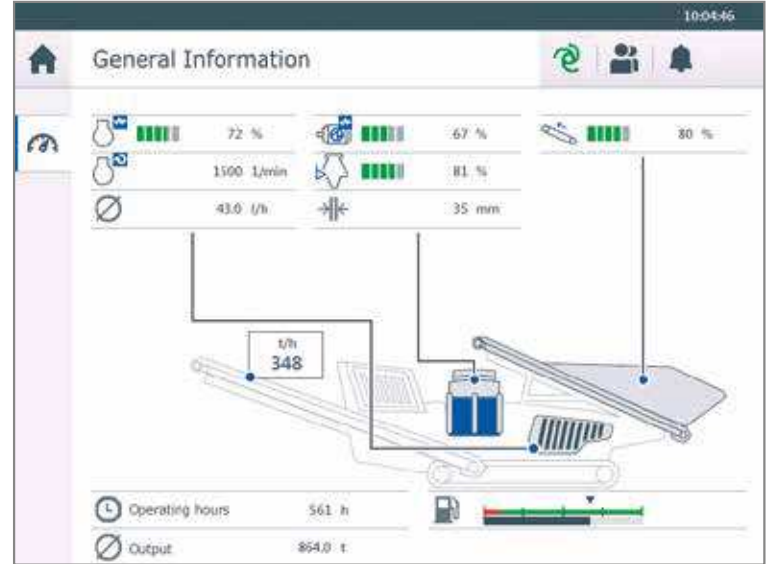 10:04:46
General Information
72 % 67 % 80 %
1500 1/min 81 %
43.0 l/h 35 mm
t/h
348
Operating hours 561 h
Output 864.0 t